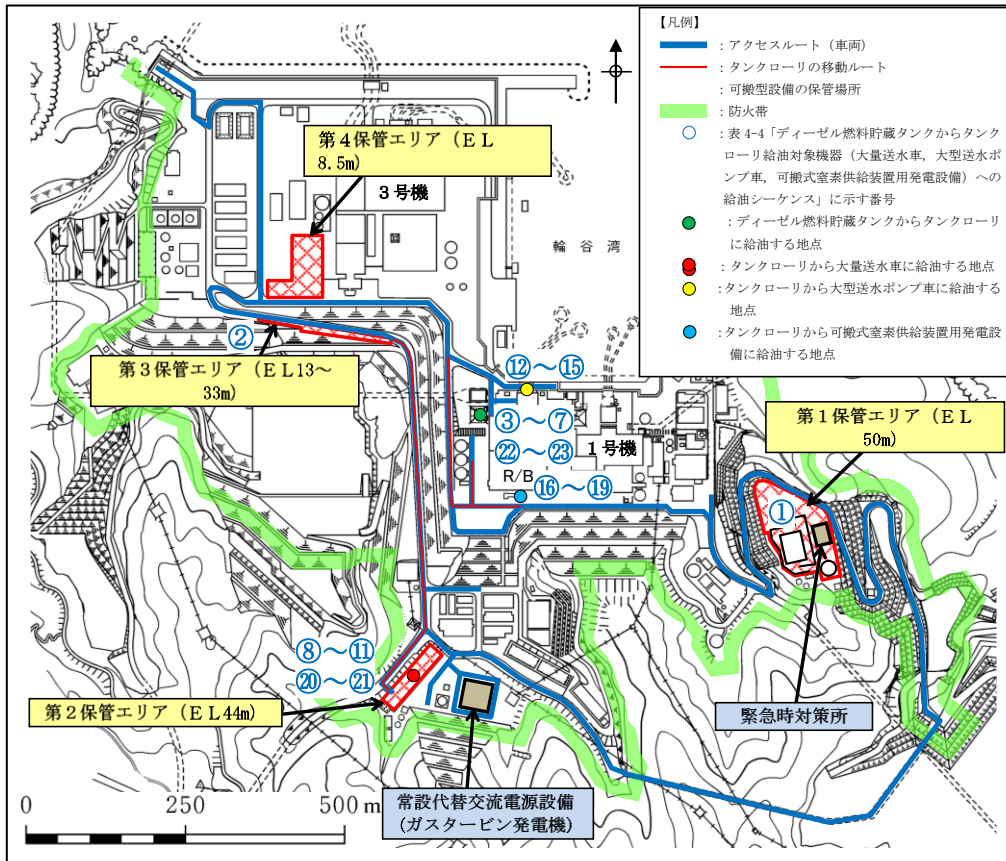 【凡例】
：アクセスルート（車両）
：タンクローリの移動ルート
：可搬型設備の保管場所
：防火帯
：表 4-4「ディーゼル燃料貯蔵タンクからタンク
ローリ給油対象機器（大量送水車，大型送水ポ
ンプ車，可搬式窒素供給装置用発電設備）への
給油シーケンス」に示す番号
：ディーゼル燃料貯蔵タンクからタンクローリ
に給油する地点
：タンクローリから大量送水車に給油する地点
：タンクローリから大型送水ポンプ車に給油する
地点
：タンクローリから可搬式窒素供給装置用発電設
備に給油する地点
第４保管エリア（ＥＬ
8.5m）
３号機
輪谷湾
②
第３保管エリア（ＥＬ13～
33m）
⑫～⑮
③～⑦
㉒～㉓
１号機
R/B
⑯～⑲
第１保管エリア（ＥＬ
50m）
①
⑧～⑪
⑳～㉑
第２保管エリア（ＥＬ44m）
緊急時対策所
常設代替交流電源設備
（ガスタービン発電機）
0 250 500 m